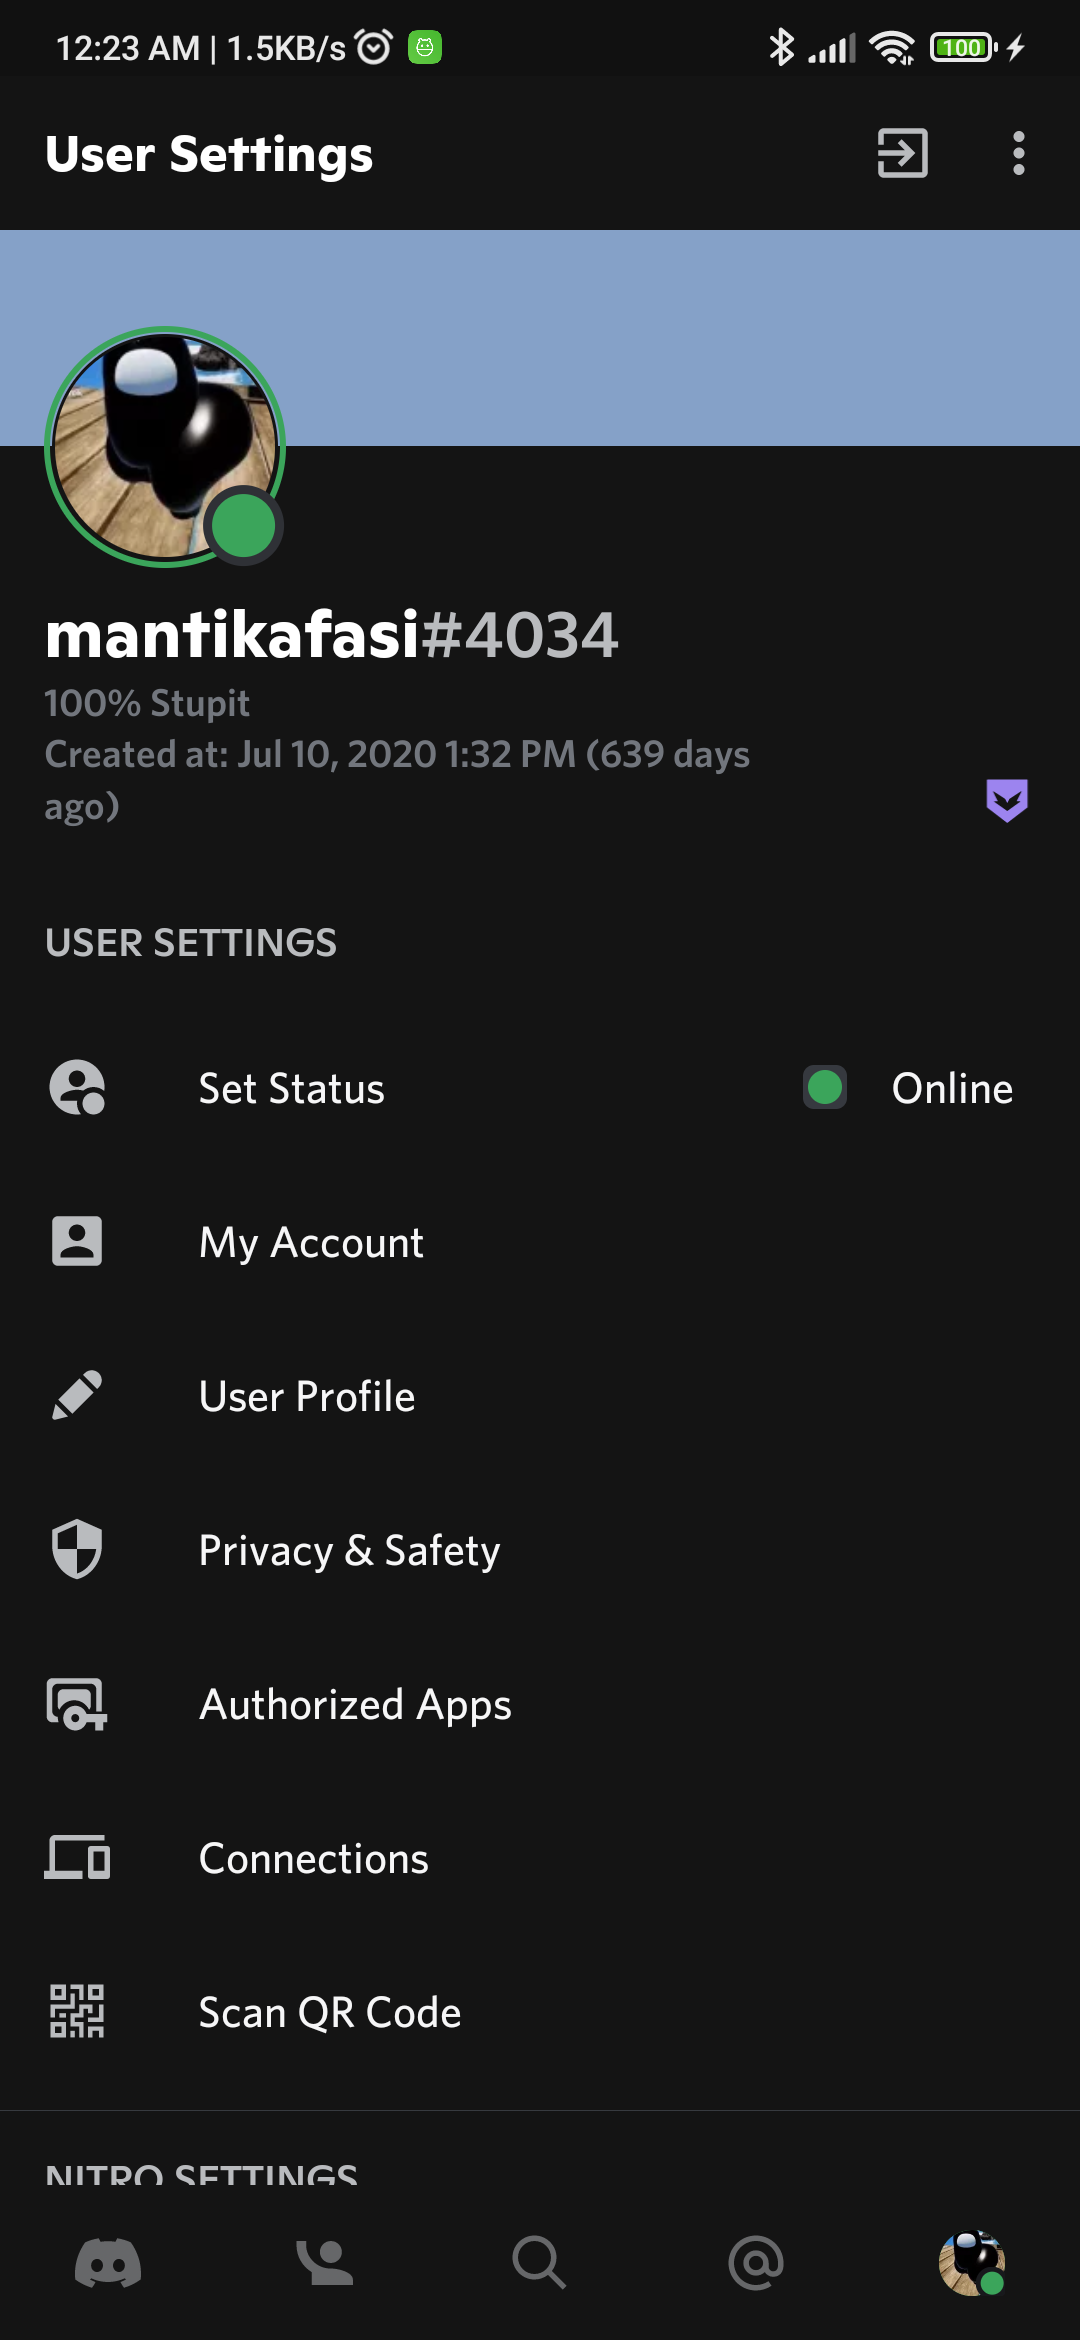 12:23 AM | 1.5KB/s
100
User Settings
mantikafasi#4034
100% Stupit
Created at: Jul 10, 2020 1:32 PM (639 days
ago)
USER SETTINGS
Set Status
Online
My Account
User Profile
Privacy & Safety
Authorized Apps
Connections
Scan QR Code
NITRO SETTINGS